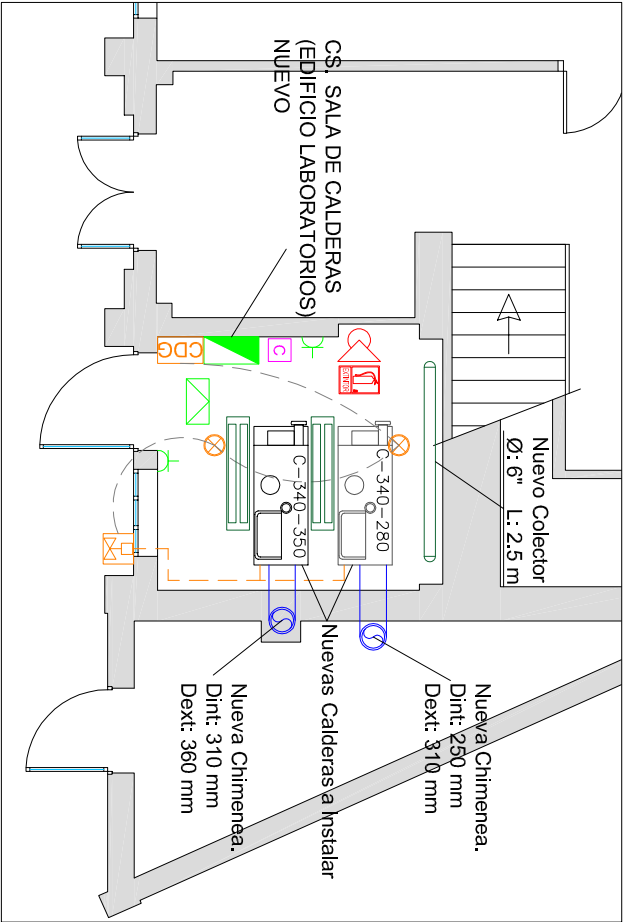 CS. SALA DE CALDERAS
(EDIFICIO LABORATORIOS)
NUEVO
CDG
C
EXTINTOR
C-340-280
C-340-350
Nuevo Colector
Ø: 6" L: 2.5 m
Nuevas Calderas a Instalar
Nueva Chimenea.
Dint: 250 mm
Dext: 310 mm
Nueva Chimenea.
Dint: 310 mm
Dext: 360 mm